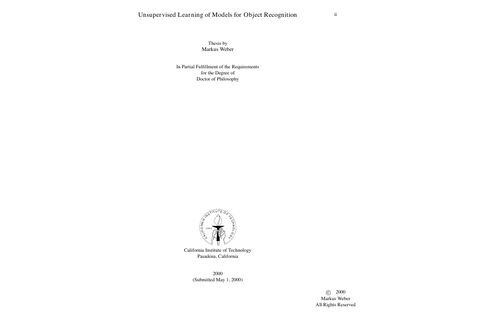 Unsupervised Learning of Models for Object Recognition
Thesis by
Markus Weber
In Partial Fulfillment of the Requirements
for the Degree of
Doctor of Philosophy
California Institute of Technology
Pasadena, California
2000
(Submitted May 1, 2000)
ii
© 2000
Markus Weber
All Rights Reserved